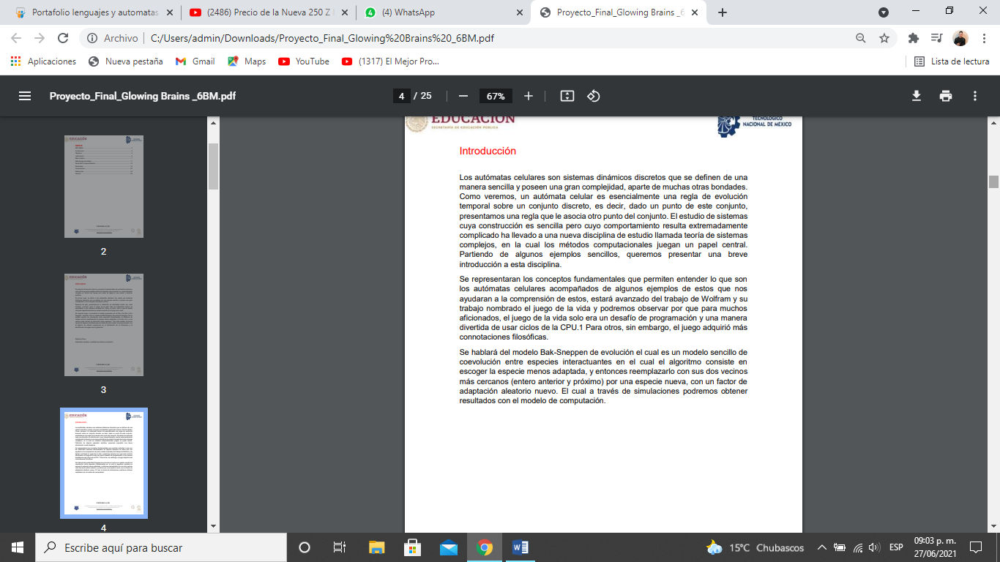 Portafolio lenguajes y automatas
(2486) Precio de la Nueva 250 Z
(4) WhatsApp
Proyecto_Final_Glowing Brains _6
Archivo
C:/Users/admin/Downloads/Proyecto_Final_Glowing%20Brains%20_6BM.pdf
Aplicaciones
Nueva pestaña
Gmail
Maps
YouTube
(1317) El Mejor Pro...
Lista de lectura
Proyecto_Final_Glowing Brains _6BM.pdf
4 / 25
67%
2
3
4
EDUCACIÓN
SECRETARÍA DE EDUCACIÓN PÚBLICA
TECNOLÓGICO
NACIONAL DE MÉXICO
Introducción
Los autómatas celulares son sistemas dinámicos discretos que se definen de una
manera sencilla y poseen una gran complejidad, aparte de muchas otras bondades.
Como veremos, un autómata celular es esencialmente una regla de evolución
temporal sobre un conjunto discreto, es decir, dado un punto de este conjunto,
presentamos una regla que le asocia otro punto del conjunto. El estudio de sistemas
cuya construcción es sencilla pero cuyo comportamiento resulta extremadamente
complicado ha llevado a una nueva disciplina de estudio llamada teoría de sistemas
complejos, en la cual los métodos computacionales juegan un papel central.
Partiendo de algunos ejemplos sencillos, queremos presentar una breve
introducción a esta disciplina.
Se representaran los conceptos fundamentales que permiten entender lo que son
los autómatas celulares acompañados de algunos ejemplos de estos que nos
ayudaran a la comprensión de estos, estará avanzado del trabajo de Wolfram y su
trabajo nombrado el juego de la vida y podremos observar por que para muchos
aficionados, el juego de la vida solo era un desafío de programación y una manera
divertida de usar ciclos de la CPU.1 Para otros, sin embargo, el juego adquirió más
connotaciones filosóficas.
Se hablará del modelo Bak-Sneppen de evolución el cual es un modelo sencillo de
coevolución entre especies interactuantes en el cual el algoritmo consiste en
escoger la especie menos adaptada, y entonces reemplazarlo con sus dos vecinos
más cercanos (entero anterior y próximo) por una especie nueva, con un factor de
adaptación aleatorio nuevo. El cual a través de simulaciones podremos obtener
resultados con el modelo de computación.
Escribe aquí para buscar
15°C Chubascos
ESP
09:03 p. m.
27/06/2021